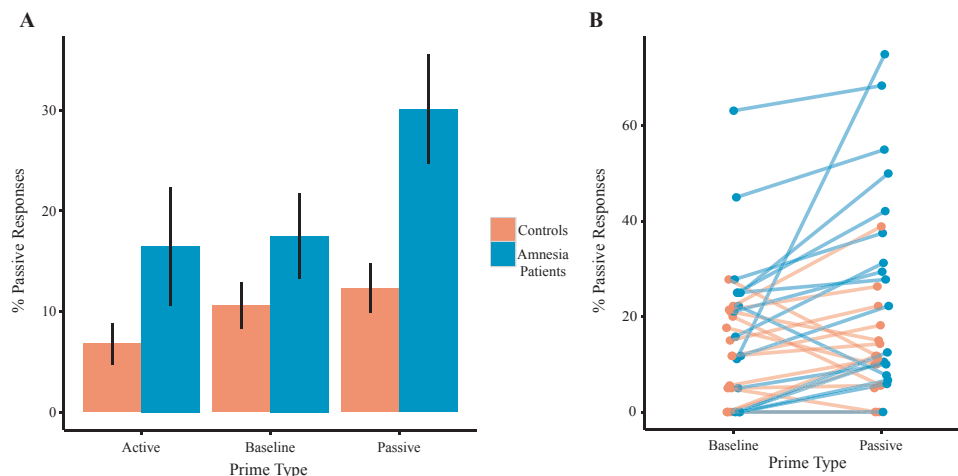 A
% Passive Responses
30
20
10
0
Active
Baseline
Passive
Prime Type
Controls
Amnesia
Patients
B
% Passive Responses
60
40
20
0
Baseline
Passive
Prime Type